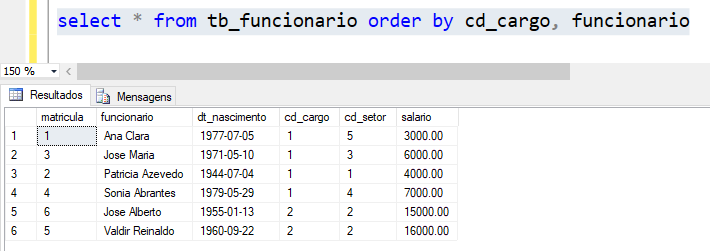 select * from tb_funcionario order by cd_cargo, funcionario
150 %
Resultados Mensagens
matricula funcionario dt_nascimento cd_cargo cd_setor salario
1 1 Ana Clara 1977-07-05 1 5 3000.00
2 3 Jose Maria 1971-05-10 1 3 6000.00
3 2 Patricia Azevedo 1944-07-04 1 1 4000.00
4 4 Sonia Abrantes 1979-05-29 1 4 7000.00
5 6 Jose Alberto 1955-01-13 2 2 15000.00
6 5 Valdir Reinaldo 1960-09-22 2 2 16000.00